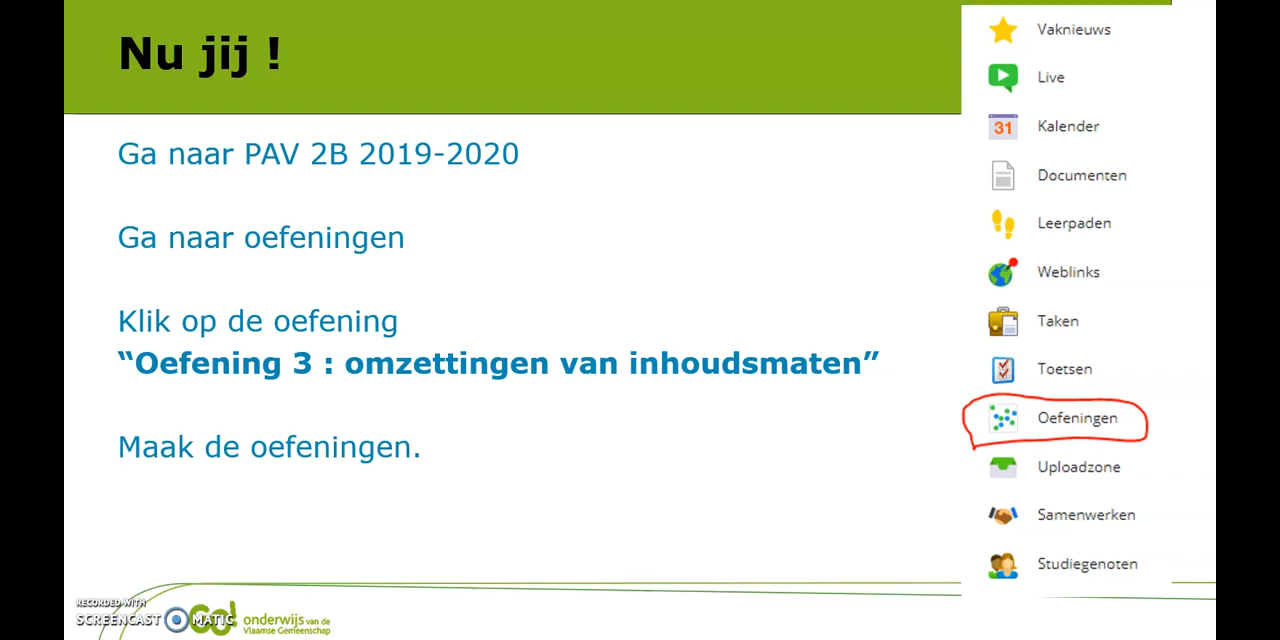 Nu jij !
Ga naar PAV 2B 2019-2020
Ga naar oefeningen
Klik op de oefening
“Oefening 3 : omzettingen van inhoudsmaten”
Maak de oefeningen.
Vaknieuws
Live
31
Kalender
Documenten
Leerpaden
Weblinks
Taken
Toetsen
Oefeningen
Uploadzone
Samenwerken
Studiegenoten
RECORDED WITH
SCREENCAST MATIC
GO!
onderwijs van de
Vlaamse Gemeenschap